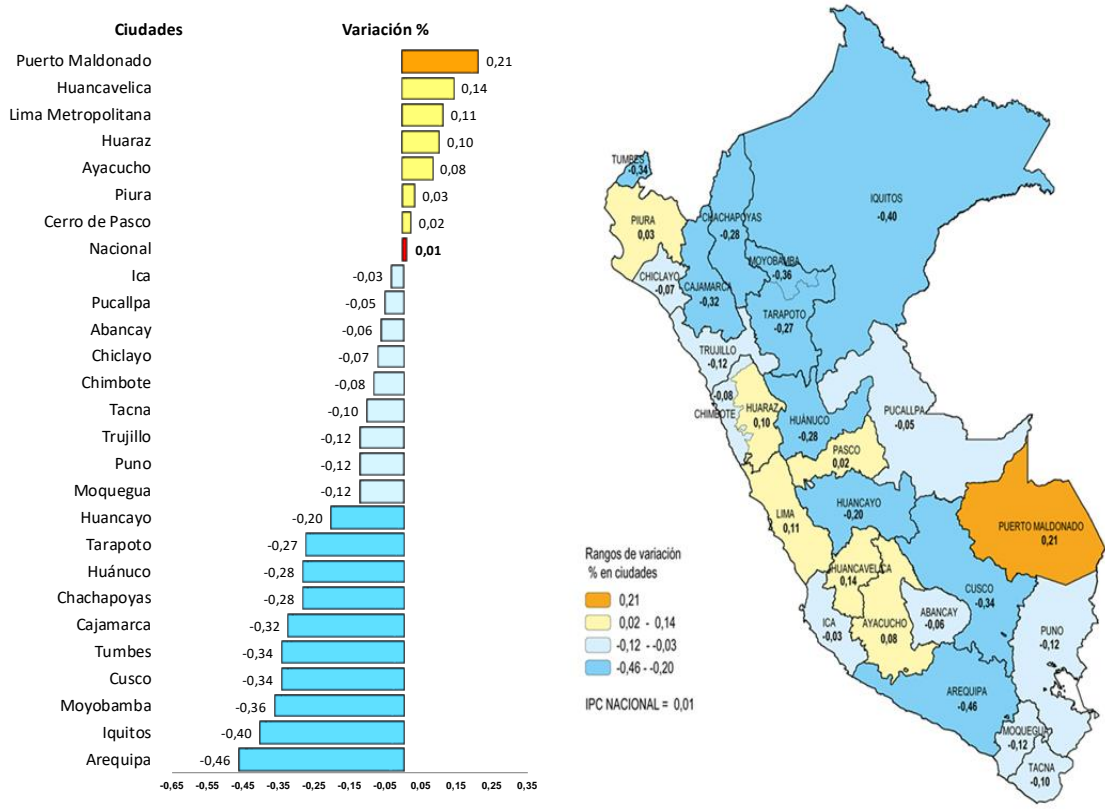 Ciudades Variación %
Puerto Maldonado 0,21
Huancavelica 0,14
Lima Metropolitana 0,11
Huaraz 0,10
Ayacucho 0,08
Piura 0,03
Cerro de Pasco 0,02
Nacional 0,01
Ica -0,03
Pucallpa -0,05
Abancay -0,06
Chiclayo -0,07
Chimbote -0,08
Tacna -0,10
Trujillo -0,12
Puno -0,12
Moquegua -0,12
Huancayo -0,20
Tarapoto -0,27
Huánuco -0,28
Chachapoyas -0,28
Cajamarca -0,32
Tumbes -0,34
Cusco -0,34
Moyobamba -0,36
Iquitos -0,40
Arequipa -0,46
-0,65 -0,55 -0,45 -0,35 -0,25 -0,15 -0,05 0,05 0,15 0,25 0,35
TUMBES
-0,34
PIURA
0,03
CHACHAPOYAS
-0,28
IQUITOS
-0,40
MOYOBAMBA
-0,36
CHICLAYO
-0,07
CAJAMARCA
-0,32
TARAPOTO
-0,27
TRUJILLO
-0,12
-0,08
CHIMBOTE
HUARAZ
0,10
HUÁNUCO
-0,28
PUCALLPA
-0,05
PASCO
0,02
LIMA
0,11
HUANCAYO
-0,20
PUERTO MALDONADO
0,21
HUANCAVELICA
0,14
CUSCO
-0,34
ICA
-0,03
AYACUCHO
0,08
ABANCAY
-0,06
PUNO
-0,12
AREQUIPA
-0,46
MOQUEGUA
-0,12
TACNA
-0,10
Rangos de variación
% en ciudades
0,21
0,02 - 0,14
-0,12 - -0,03
-0,46 - -0,20
IPC NACIONAL = 0,01